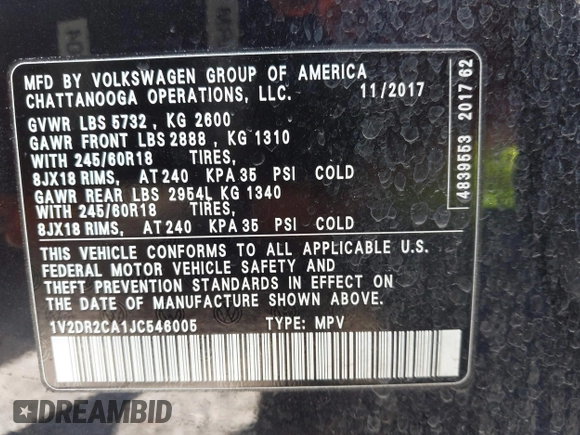 MFD BY VOLKSWAGEN GROUP OF AMERICA
CHATTANOOGA OPERATIONS, LLC. 11/2017
GVWR LBS 5732 , KG 2600
GAWR FRONT LBS 2888 , KG 1310
WITH 245/60R18 TIRES,
8JX18 RIMS, AT 240 KPA 35 PSI COLD
GAWR REAR LBS 2954L KG 1340
WITH 245/60R18 TIRES,
8JX18 RIMS, AT 240 KPA 35 PSI COLD
THIS VEHICLE CONFORMS TO ALL APPLICABLE U.S.
FEDERAL MOTOR VEHICLE SAFETY AND
THEFT PREVENTION STANDARDS IN EFFECT ON
THE DATE OF MANUFACTURE SHOWN ABOVE.
1V2DR2CA1JC546005 TYPE: MPV
4839553 2017 62
DREAMBID